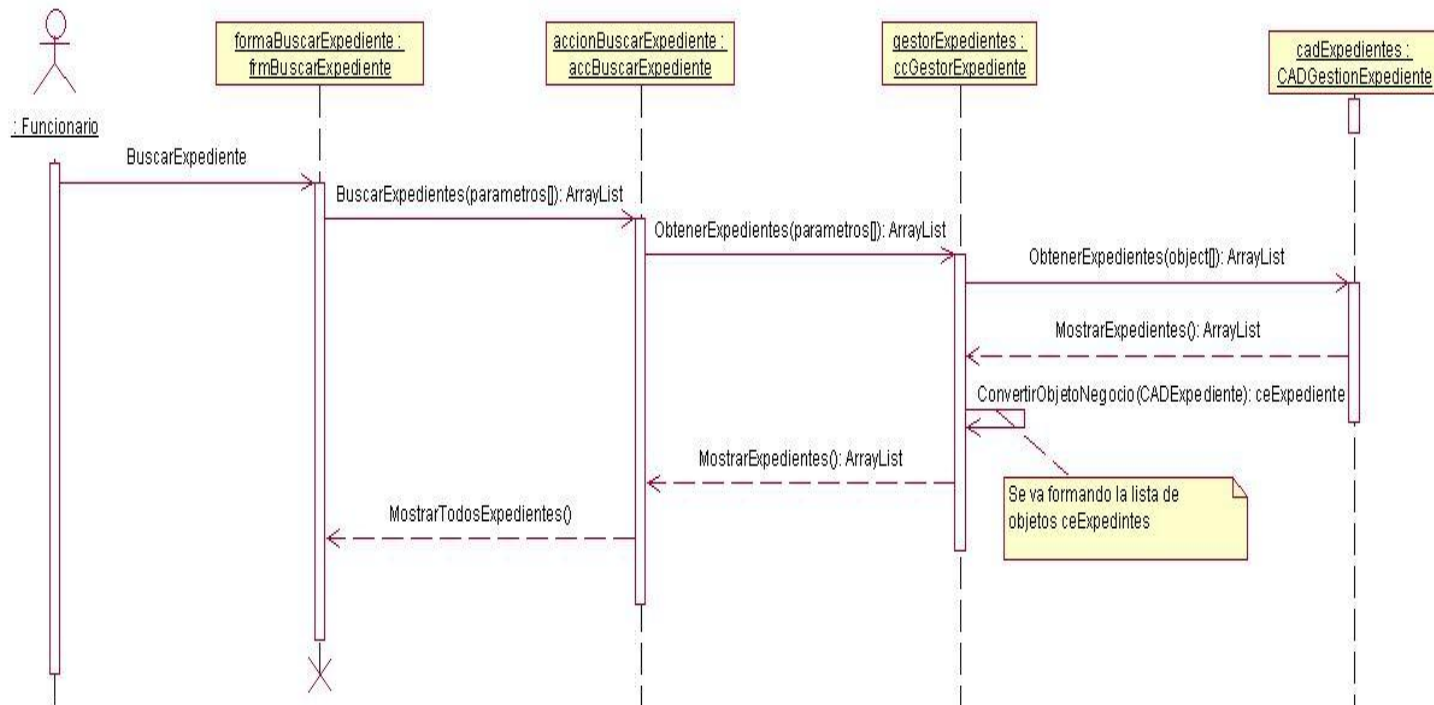 formaBuscarExpediente :
frmBuscarExpediente
accionBuscarExpediente :
accBuscarExpediente
gestorExpedientes :
ccGestorExpediente
cadExpedientes :
CADGestionExpediente
: Funcionario
BuscarExpediente
BuscarExpedientes(parametros[]): ArrayList
ObtenerExpedientes(parametros[]): ArrayList
ObtenerExpedientes(object[]): ArrayList
MostrarExpedientes(): ArrayList
ConvertirObjetoNegocio(CADExpediente): ceExpediente
MostrarExpedientes(): ArrayList
Se va formando la lista de
objetos ceExpedintes
MostrarTodosExpedientes()